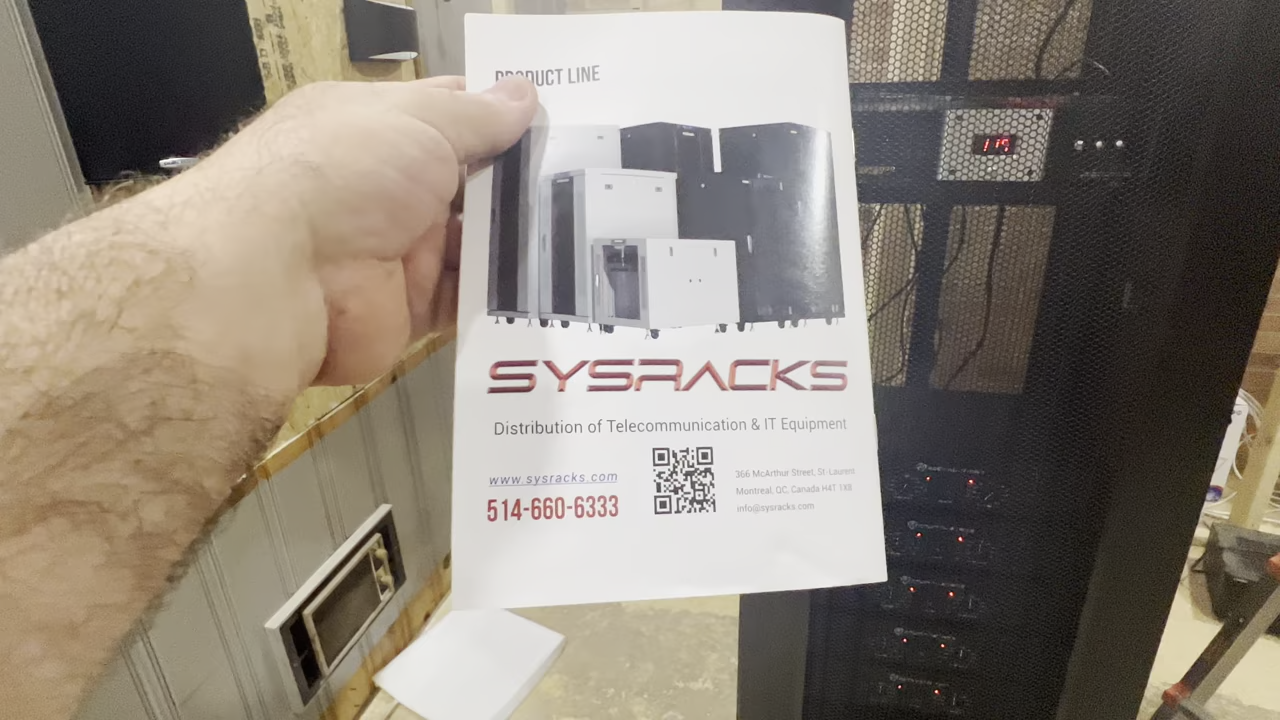 PRODUCT LINE
119
SYSRACKS
Distribution of Telecommunication & IT Equipment
www.sysracks.com
514-660-6333
366 McArthur Street, St-Laurent
Montreal, QC, Canada H4T 1X8
info@sysracks.com